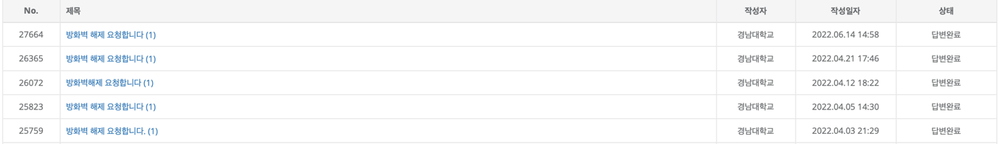 No. 제목 작성자 작성일자 상태
27664 방화벽 해제 요청합니다 (1) 경남대학교 2022.06.14 14:58 답변완료
26365 방화벽 해제 요청합니다 (1) 경남대학교 2022.04.21 17:46 답변완료
26072 방화벽해제 요청합니다 (1) 경남대학교 2022.04.12 18:22 답변완료
25823 방화벽 해제 요청합니다 (1) 경남대학교 2022.04.05 14:30 답변완료
25759 방화벽 해제 요청합니다. (1) 경남대학교 2022.04.03 21:29 답변완료